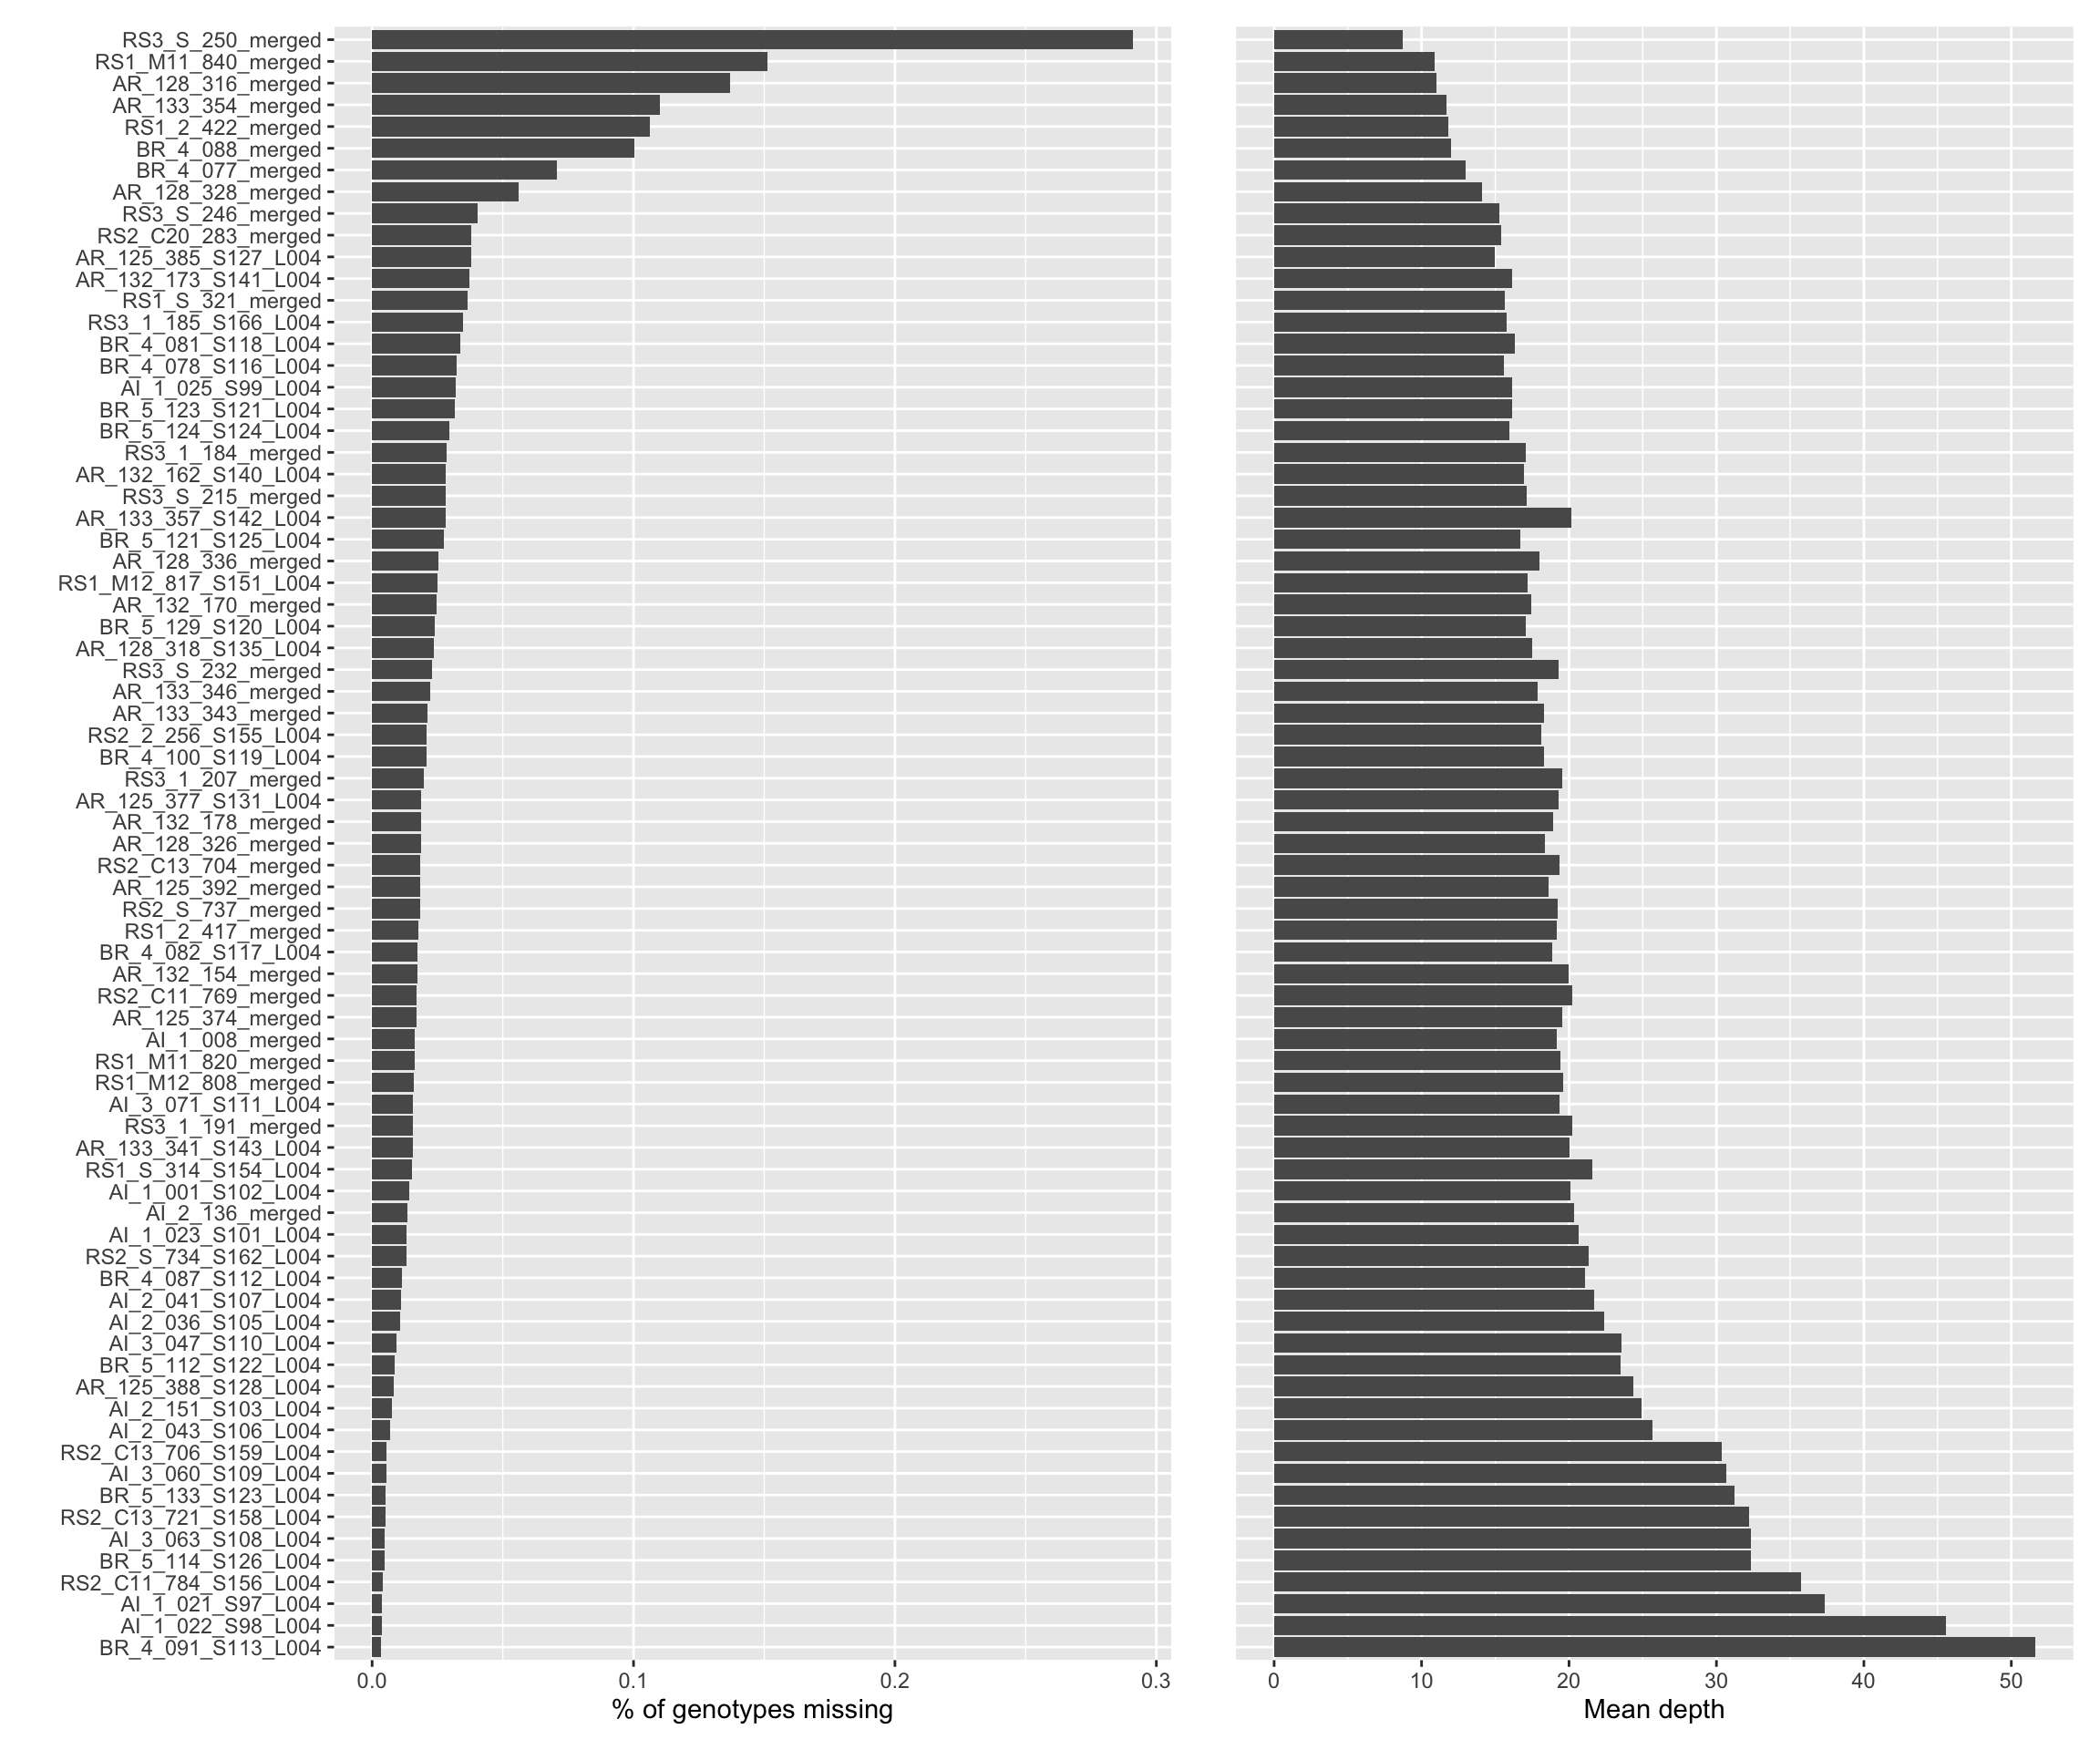 RS3_S_250_merged
RS1_M11_840_merged
AR_128_316_merged
AR_133_354_merged
RS1_2_422_merged
BR_4_088_merged
BR_4_077_merged
AR_128_328_merged
RS3_S_246_merged
RS2_C20_283_merged
AR_125_385_S127_L004
AR_132_173_S141_L004
RS1_S_321_merged
RS3_1_185_S166_L004
BR_4_081_S118_L004
BR_4_078_S116_L004
AI_1_025_S99_L004
BR_5_123_S121_L004
BR_5_124_S124_L004
RS3_1_184_merged
AR_132_162_S140_L004
RS3_S_215_merged
AR_133_357_S142_L004
BR_5_121_S125_L004
AR_128_336_merged
RS1_M12_817_S151_L004
AR_132_170_merged
BR_5_129_S120_L004
AR_128_318_S135_L004
RS3_S_232_merged
AR_133_346_merged
AR_133_343_merged
RS2_2_256_S155_L004
BR_4_100_S119_L004
RS3_1_207_merged
AR_125_377_S131_L004
AR_132_178_merged
AR_128_326_merged
RS2_C13_704_merged
AR_125_392_merged
RS2_S_737_merged
RS1_2_417_merged
BR_4_082_S117_L004
AR_132_154_merged
RS2_C11_769_merged
AR_125_374_merged
AI_1_008_merged
RS1_M11_820_merged
RS1_M12_808_merged
AI_3_071_S111_L004
RS3_1_191_merged
AR_133_341_S143_L004
RS1_S_314_S154_L004
AI_1_001_S102_L004
AI_2_136_merged
AI_1_023_S101_L004
RS2_S_734_S162_L004
BR_4_087_S112_L004
AI_2_041_S107_L004
AI_2_036_S105_L004
AI_3_047_S110_L004
BR_5_112_S122_L004
AR_125_388_S128_L004
AI_2_151_S103_L004
AI_2_043_S106_L004
RS2_C13_706_S159_L004
AI_3_060_S109_L004
BR_5_133_S123_L004
RS2_C13_721_S158_L004
AI_3_063_S108_L004
BR_5_114_S126_L004
RS2_C11_784_S156_L004
AI_1_021_S97_L004
AI_1_022_S98_L004
BR_4_091_S113_L004
0.0 0.1 0.2 0.3
% of genotypes missing
0 10 20 30 40 50
Mean depth